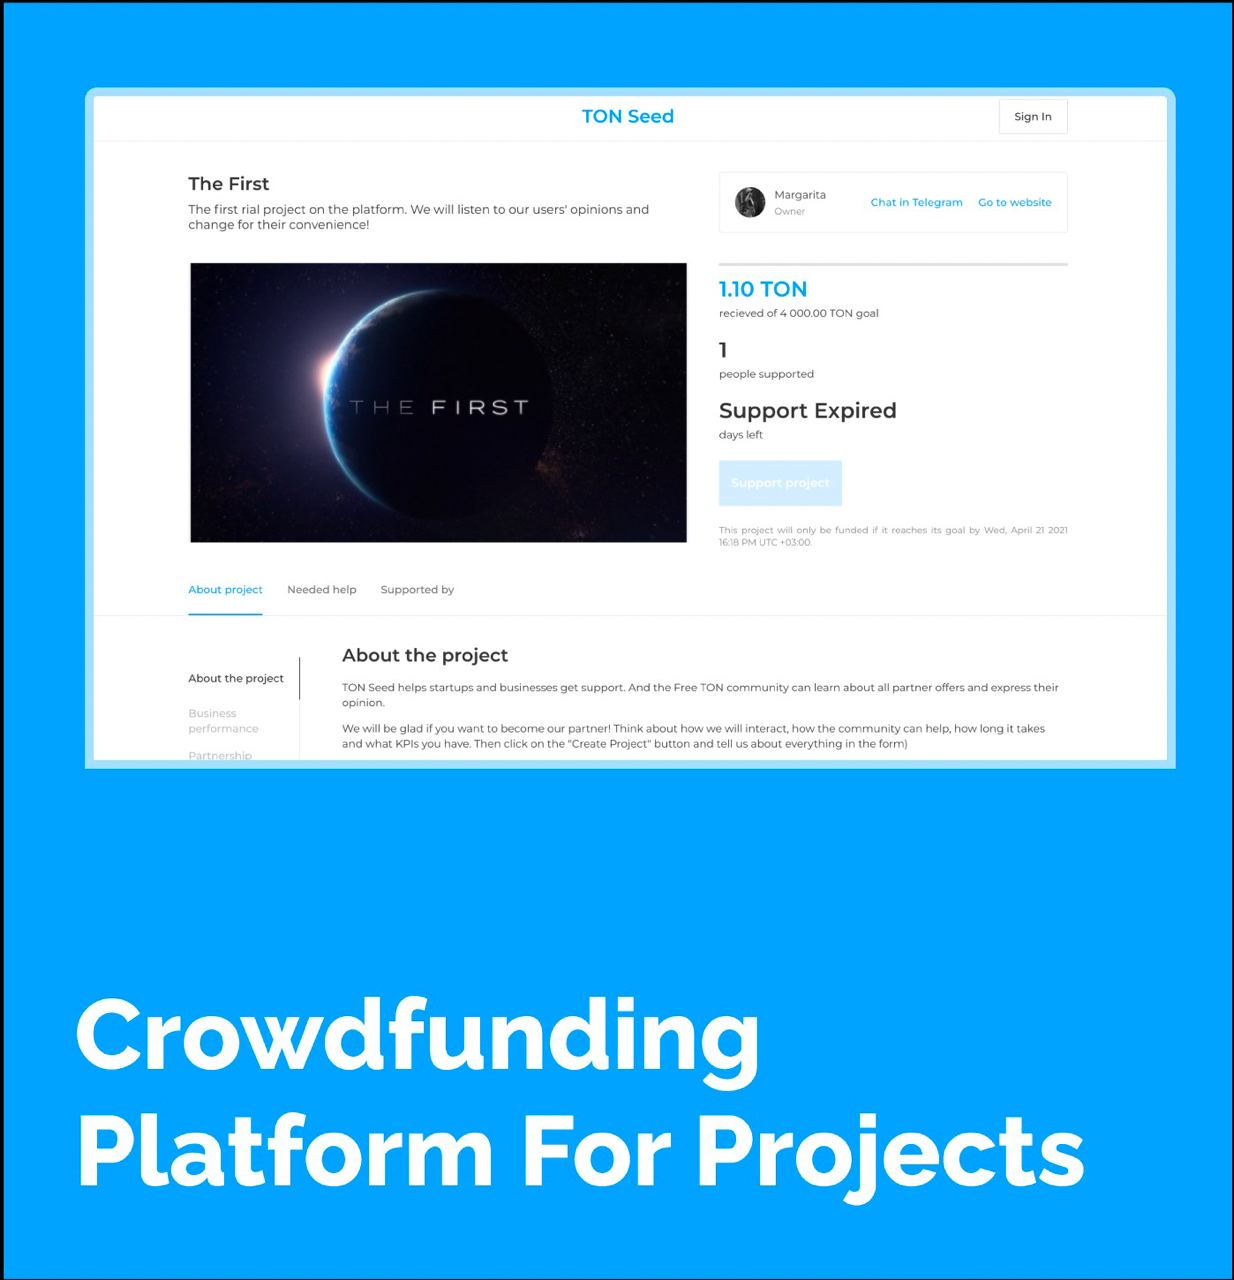 TON Seed
Sign In
The First
The first rial project on the platform. We will listen to our users' opinions and
change for their convenience!
Margarita
Owner
Chat in Telegram
Go to website
THE FIRST
1.10 TON
recieved of 4 000.00 TON goal
1
people supported
Support Expired
days left
Support project
This project will only be funded if it reaches its goal by Wed, April 21 2021
16:18 PM UTC +03:00.
About project
Needed help
Supported by
About the project
Business
performance
Partnership
About the project
TON Seed helps startups and businesses get support. And the Free TON community can learn about all partner offers and express their
opinion.
We will be glad if you want to become our partner! Think about how we will interact, how the community can help, how long it takes
and what KPIs you have. Then click on the "Create Project" button and tell us about everything in the form)
Crowdfunding
Platform For Projects